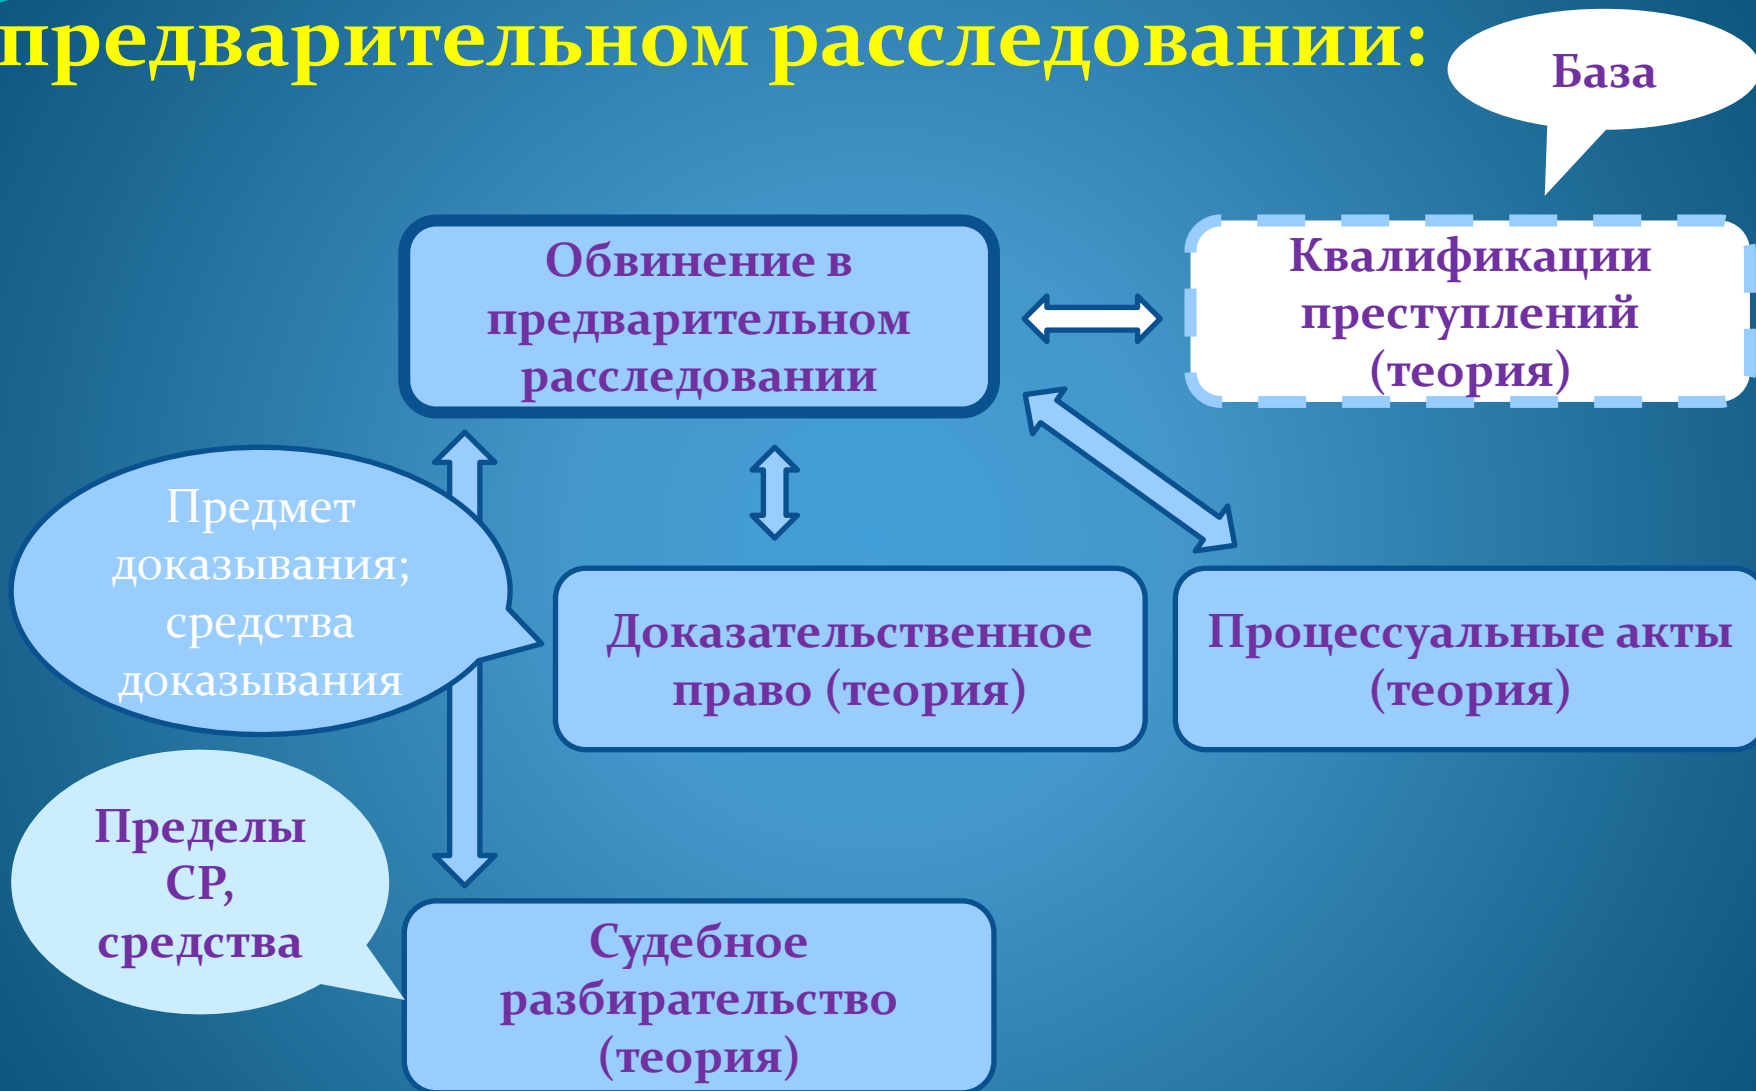 предварительном расследовании:
База
Обвинение в
предварительном
расследовании
Квалификации
преступлений
(теория)
Предмет
доказывания;
средства
доказывания
Доказательственное
право (теория)
Процессуальные акты
(теория)
Пределы
СР,
средства
Судебное
разбирательство
(теория)